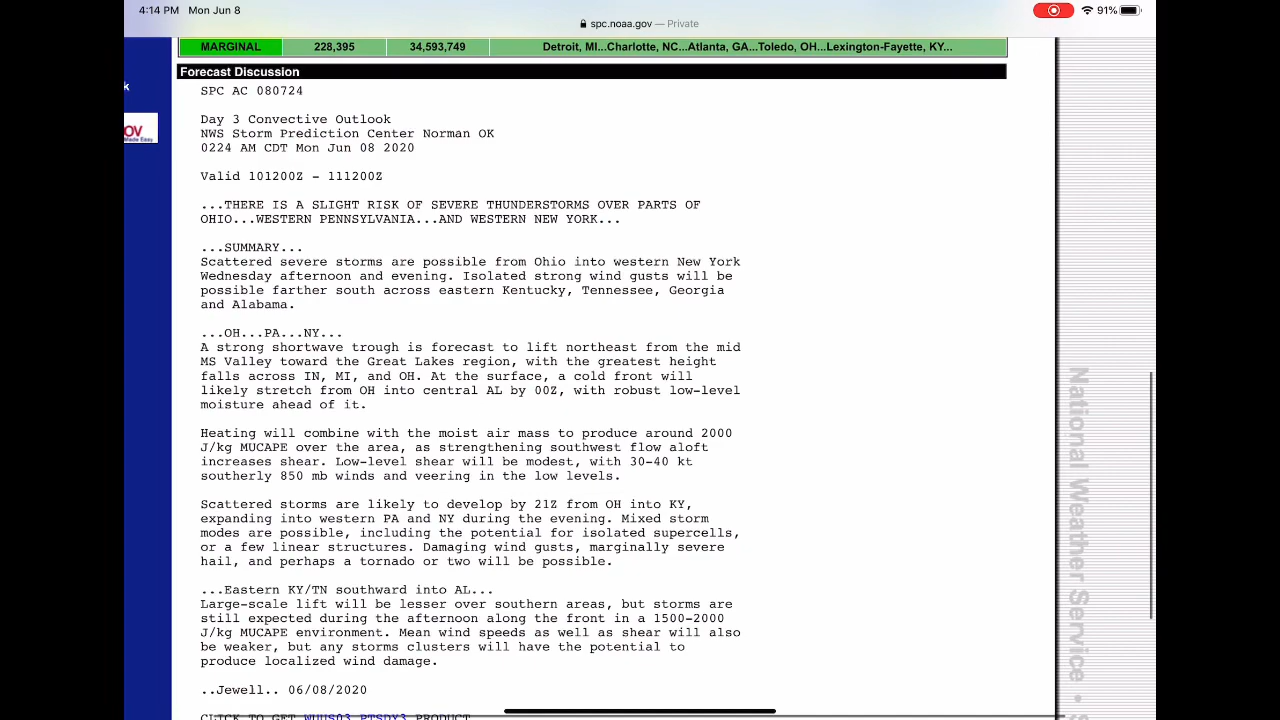 4:14 PM Mon Jun 8
91%
spc.noaa.gov — Private
MARGINAL 228,395 34,593,749 Detroit, MI...Charlotte, NC...Atlanta, GA...Toledo, OH...Lexington-Fayette, KY...
Forecast Discussion
k
OV
Made Easy
SPC AC 080724
Day 3 Convective Outlook
NWS Storm Prediction Center Norman OK
0224 AM CDT Mon Jun 08 2020
Valid 101200Z - 111200Z
...THERE IS A SLIGHT RISK OF SEVERE THUNDERSTORMS OVER PARTS OF
OHIO...WESTERN PENNSYLVANIA...AND WESTERN NEW YORK...
...SUMMARY...
Scattered severe storms are possible from Ohio into western New York
Wednesday afternoon and evening. Isolated strong wind gusts will be
possible farther south across eastern Kentucky, Tennessee, Georgia
and Alabama.
...OH...PA...NY...
A strong shortwave trough is forecast to lift northeast from the mid
MS Valley toward the Great Lakes region, with the greatest height
falls across IN, MI, and OH. At the surface, a cold front will
likely stretch from OH into central AL by 00Z, with robust low-level
moisture ahead of it
Heating will combine with the moist air mass to produce around 2000
J/kg MUCAPE over the area, as strengthening southwest flow aloft
increases shear. Low-level shear will be modest, with 30-40 kt
southerly 850 mb winds and veering in the low levels.
Scattered storms are likely to develop by 21Z from OH into KY,
expanding into western PA and NY during the evening. Mixed storm
modes are possible, including the potential for isolated supercells,
or a few linear structures. Damaging wind gusts, marginally severe
hail, and perhaps a tornado or two will be possible.
...Eastern KY/TN southward into AL...
Large-scale lift will be lesser over southern areas, but storms are
still expected during the afternoon along the front in a 1500-2000
J/kg MUCAPE environment. Mean wind speeds as well as shear will also
be weaker, but any storms clusters will have the potential to
produce localized wind damage.
..Jewell.. 06/08/2020
CLICK TO GET WUUS03 PTSDY3 PRODUCT
National Weather Service